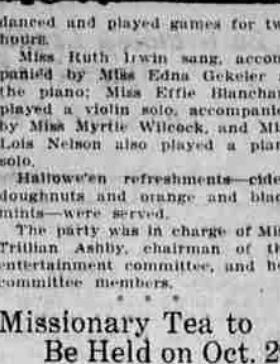 danced and played games for tw
hours.
Miss Ruth Irwin sang, acco
panied by Miss Edna Gekeler
the piano; Miss Effie Blanchar
played a violin solo, accompanie
by Miss Myrtle Wilcock, and Mi
Lois Nelson also played a pian
solo.
Hallowe'en refreshments—cide
doughnuts and orange and blac
mints—were served.
The party was in charge of Mi
Trillian Ashby, chairman of th
entertainment committee, and he
committee members.
* * *
Missionary Tea to
Be Held on Oct. 2